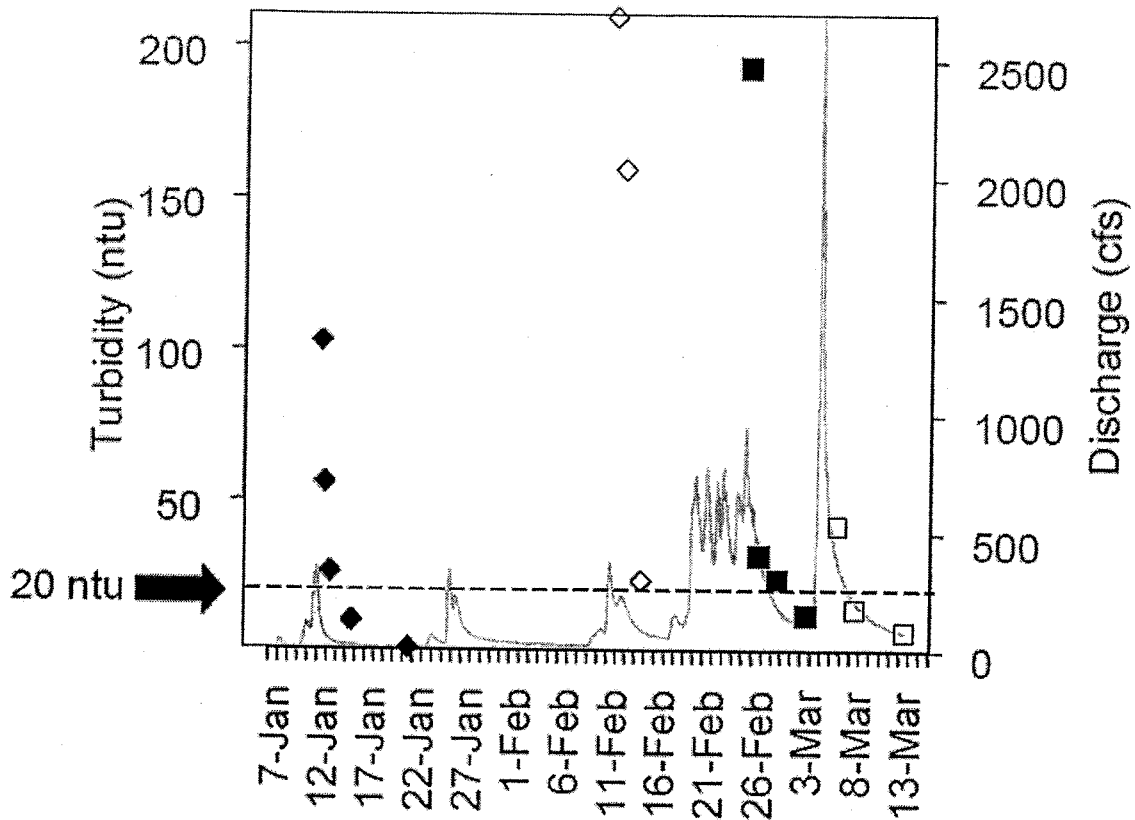 Turbidity (ntu)
200
150
100
50
20 ntu
2500
2000
1500
1000
500
0
Discharge (cfs)
7-Jan
12-Jan
17-Jan
22-Jan
27-Jan
1-Feb
6-Feb
11-Feb
16-Feb
21-Feb
26-Feb
3-Mar
8-Mar
13-Mar